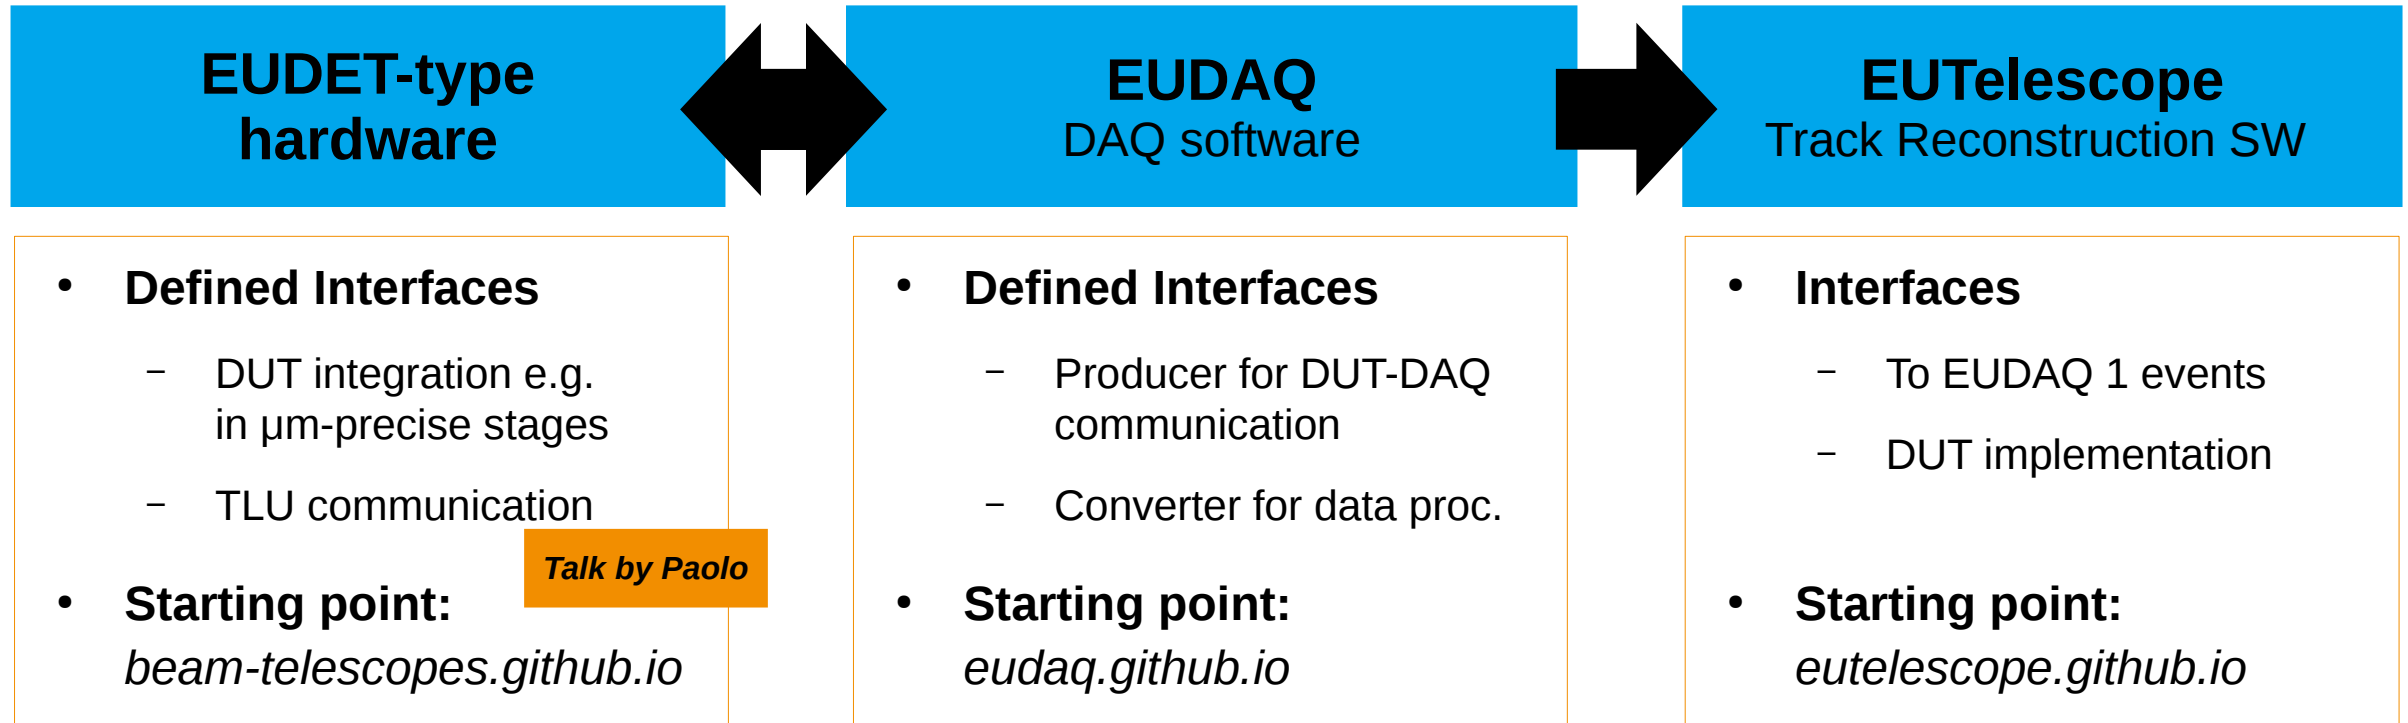 EUDET-type
hardware
EUDAQ
DAQ software
EUTelescope
Track Reconstruction SW
• Defined Interfaces
– DUT integration e.g.
in μm-precise stages
– TLU communication
Talk by Paolo
• Starting point:
beam-telescopes.github.io
• Defined Interfaces
– Producer for DUT-DAQ
communication
– Converter for data proc.
• Starting point:
eudaq.github.io
• Interfaces
– To EUDAQ 1 events
– DUT implementation
• Starting point:
eutelescope.github.io